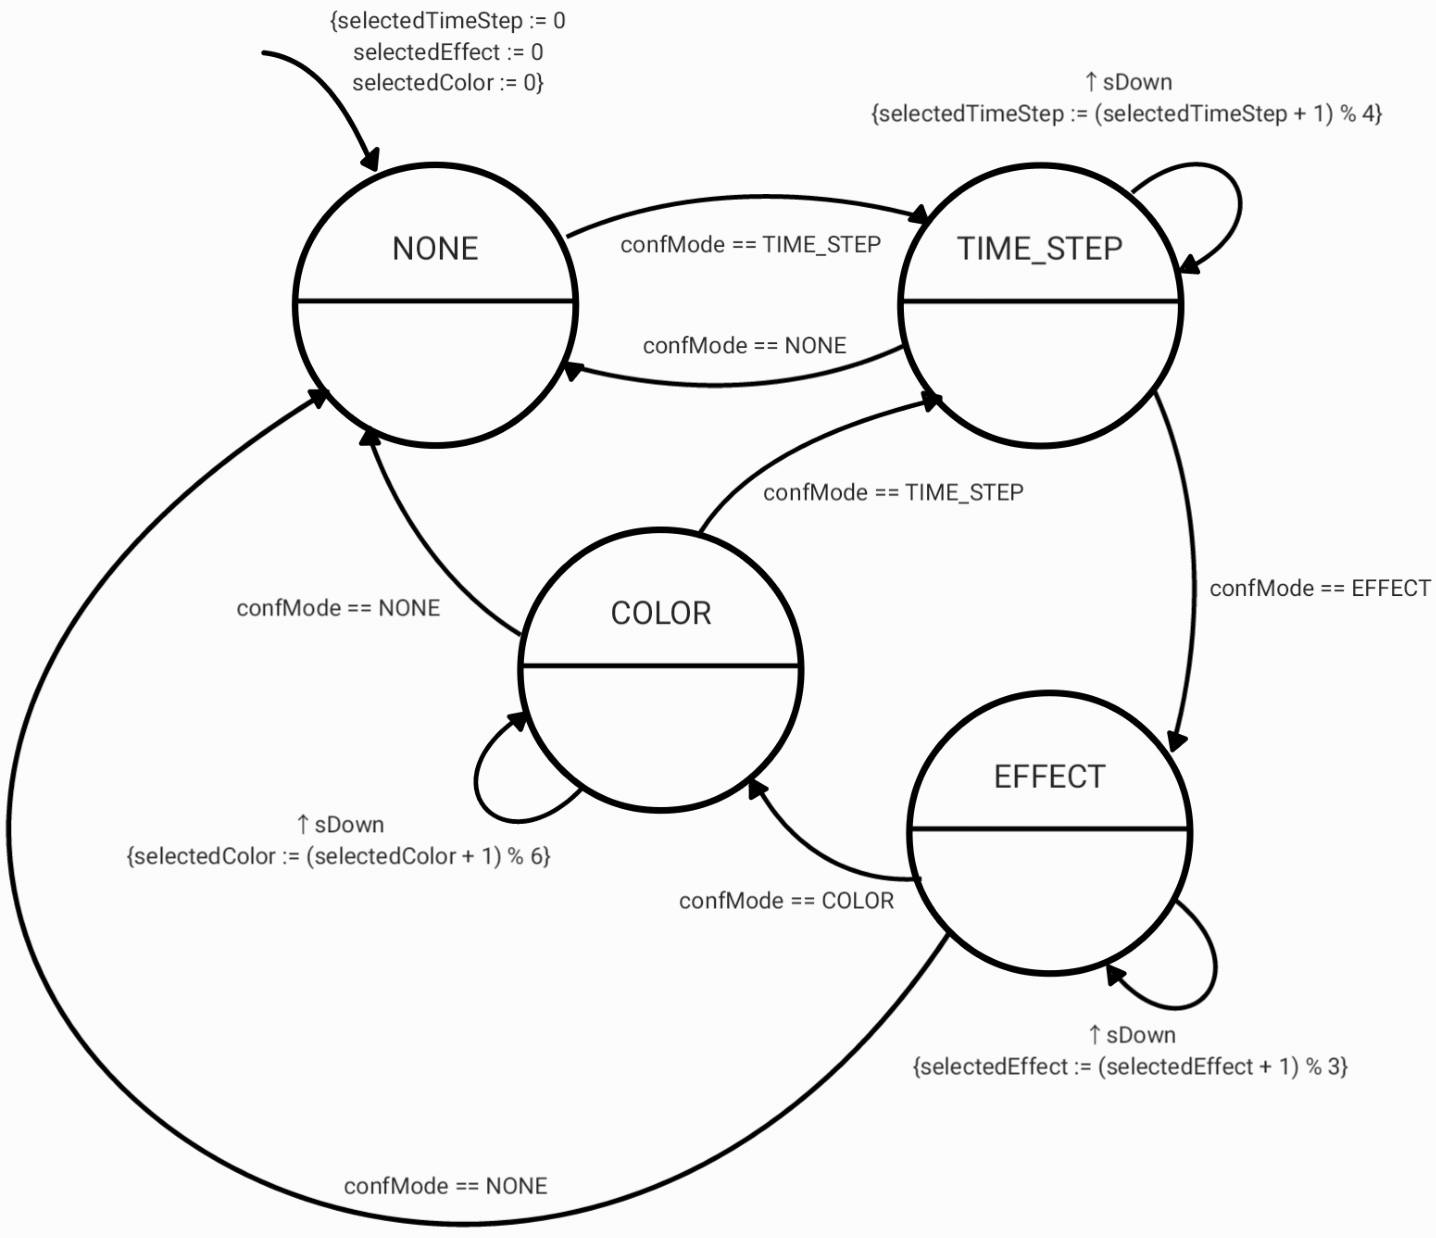 {selectedTimeStep := 0
selectedEffect := 0
selectedColor := 0}
↑ sDown
{selectedTimeStep := (selectedTimeStep + 1) % 4}
NONE
confMode == TIME_STEP
TIME_STEP
confMode == NONE
confMode == TIME_STEP
confMode == EFFECT
confMode == NONE
COLOR
EFFECT
↑ sDown
{selectedColor := (selectedColor + 1) % 6}
confMode == COLOR
↑ sDown
{selectedEffect := (selectedEffect + 1) % 3}
confMode == NONE